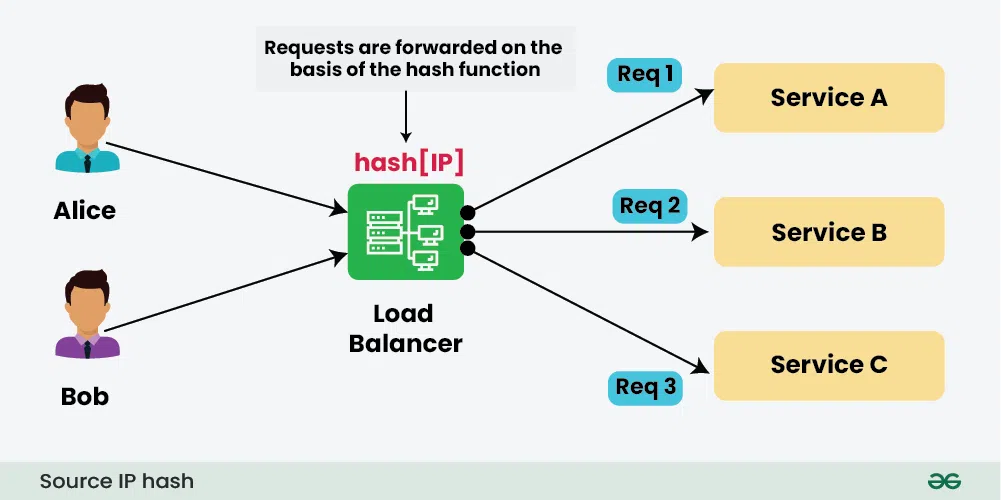 Requests are forwarded on the
basis of the hash function
hash[IP]
Alice
Bob
Load
Balancer
Req 1
Service A
Req 2
Service B
Req 3
Service C
Source IP hash